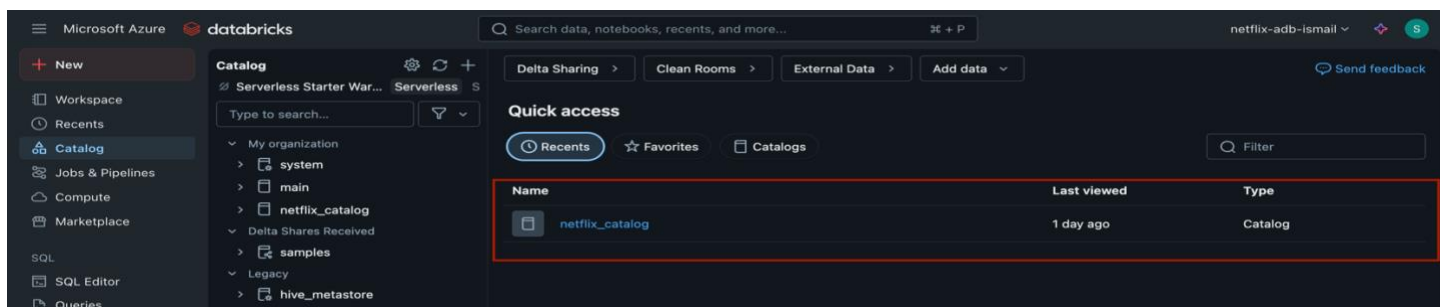 Microsoft Azure databricks
Search data, notebooks, recents, and more... ⌘ + P
netflix-adb-ismail
S
New
Workspace
Recents
Catalog
Jobs & Pipelines
Compute
Marketplace
SQL
SQL Editor
Queries
Catalog
Serverless Starter War... Serverless S
Type to search...
My organization
system
main
netflix_catalog
Delta Shares Received
samples
Legacy
hive_metastore
Delta Sharing > Clean Rooms > External Data > Add data
Send feedback
Quick access
Recents Favorites Catalogs
Filter
Name Last viewed Type
netflix_catalog 1 day ago Catalog